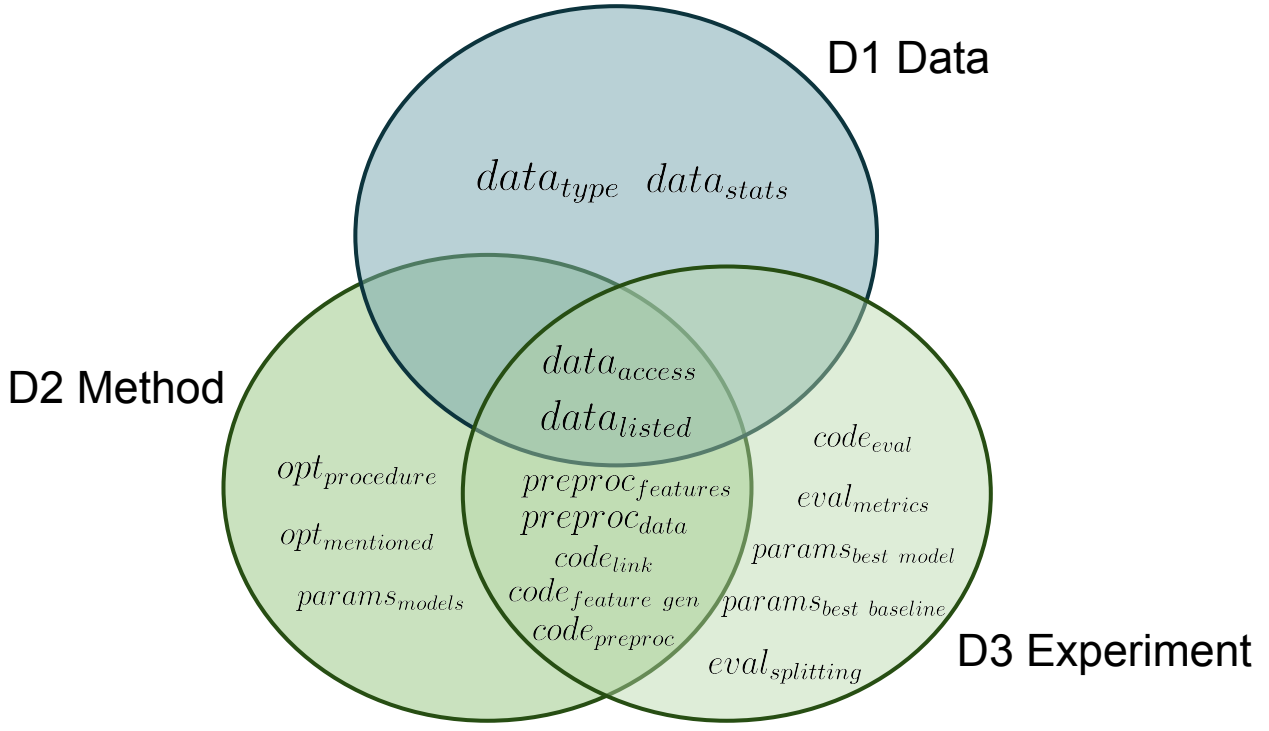 D1 Data
data_type data_stats
D2 Method
data_access
data_listed
opt_procedure
opt_mentioned
params_models
preproc_features
preproc_data
code_link
code_feature gen
code_preproc
code_eval
eval_metrics
params_best model
params_best baseline
eval_splitting
D3 Experiment